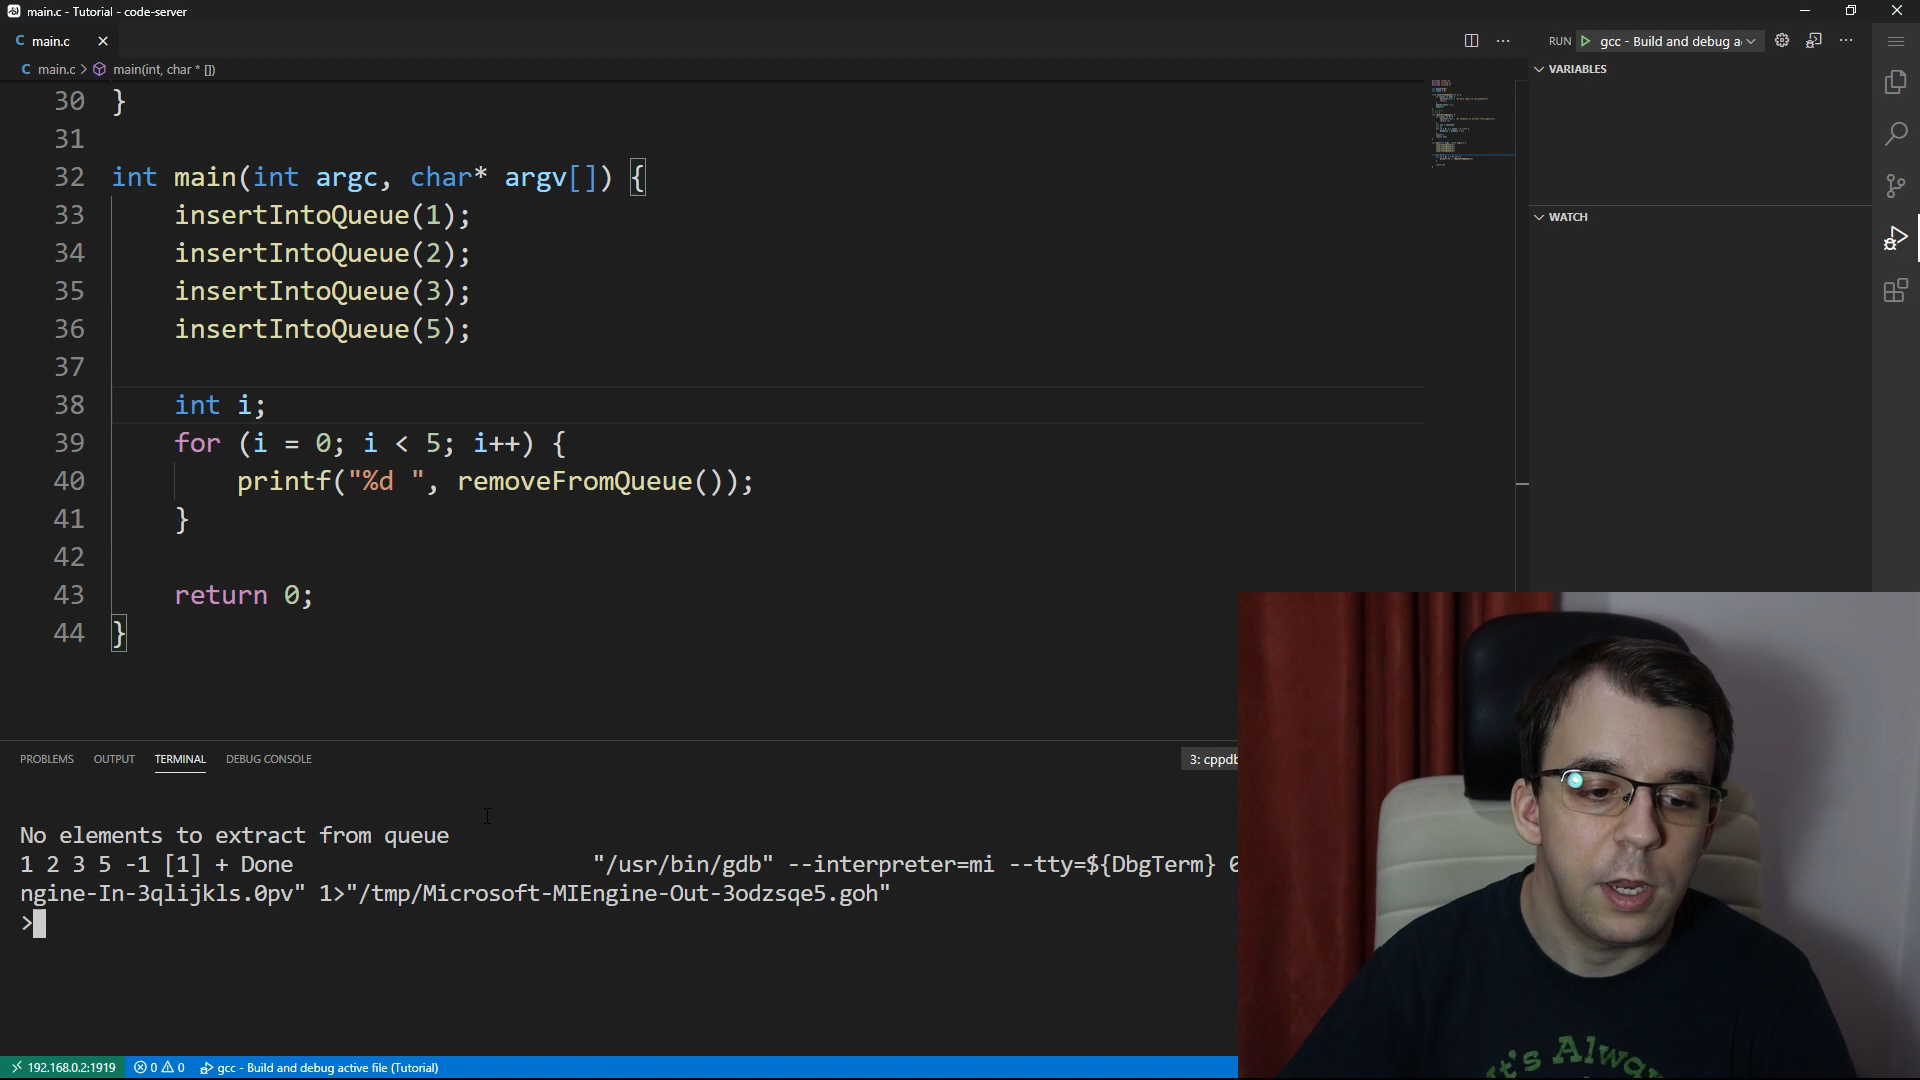 main.c - Tutorial - code-server
main.c
RUN gcc - Build and debug a
main.c > main(int, char * [])
VARIABLES
30 }
31
32 int main(int argc, char* argv[]) {
33 insertIntoQueue(1);
34 insertIntoQueue(2);
35 insertIntoQueue(3);
36 insertIntoQueue(5);
37
38 int i;
39 for (i = 0; i < 5; i++) {
40 printf("%d ", removeFromQueue());
41 }
42
43 return 0;
44 }
WATCH
PROBLEMS OUTPUT TERMINAL DEBUG CONSOLE 3: cppdb
No elements to extract from queue
1 2 3 5 -1 [1] + Done "/usr/bin/gdb" --interpreter=mi --tty=${DbgTerm} 0
ngine-In-3qlijkls.0pv" 1>"/tmp/Microsoft-MIEngine-Out-3odzsqe5.goh"
>
192.168.0.2:1919 0 0 gcc - Build and debug active file (Tutorial)
It's Alway